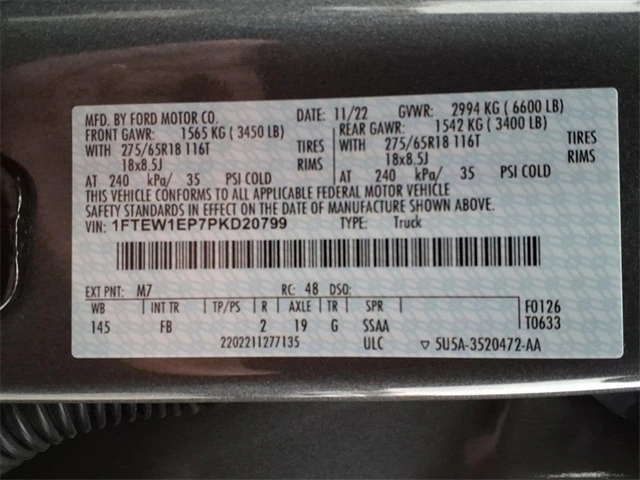 MFD. BY FORD MOTOR CO. DATE: 11/22 GVWR: 2994 KG ( 6600 LB)
FRONT GAWR: 1565 KG ( 3450 LB) REAR GAWR: 1542 KG ( 3400 LB)
WITH 275/65R18 116T TIRES WITH 275/65R18 116T TIRES
18x8.5J RIMS 18x8.5J RIMS
AT 240 kPa/ 35 PSI COLD AT 240 kPa/ 35 PSI COLD
THIS VEHICLE CONFORMS TO ALL APPLICABLE FEDERAL MOTOR VEHICLE
SAFETY STANDARDS IN EFFECT ON THE DATE OF MANUFACTURE SHOWN ABOVE.
VIN: 1FTEW1EP7PKD20799 TYPE: Truck
EXT PNT: M7 RC: 48 DSO:
WB INT TR TP/PS R AXLE TR SPR F0126
145 FB 2 19 G SSAA T0633
2202211277135 ULC ▽ 5U5A-3520472-AA